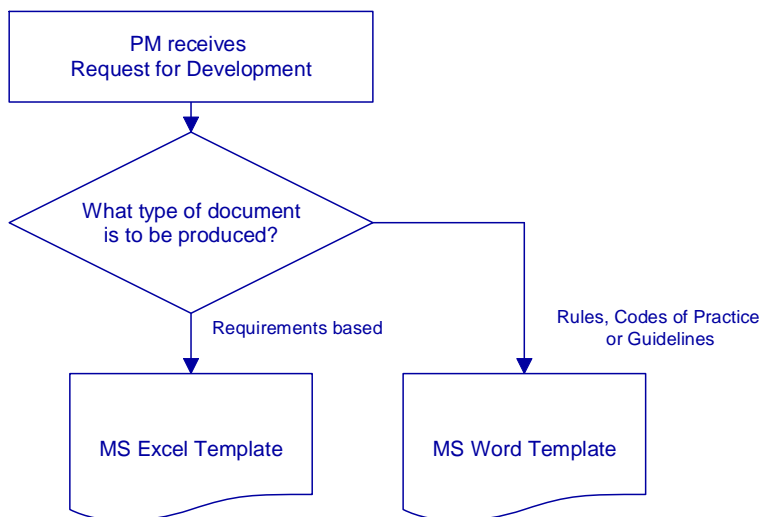 PM receives
Request for Development
What type of document
is to be produced?
Requirements based
Rules, Codes of Practice
or Guidelines
MS Excel Template
MS Word Template